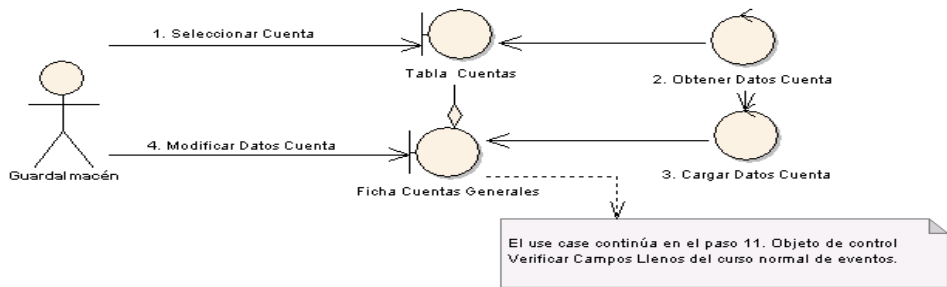 1. Seleccionar Cuenta
Tabla Cuentas
2. Obtener Datos Cuenta
4. Modificar Datos Cuenta
Guardalmacén
Ficha Cuentas Generales
3. Cargar Datos Cuenta
El use case continúa en el paso 11. Objeto de control
Verificar Campos Llenos del curso normal de eventos.